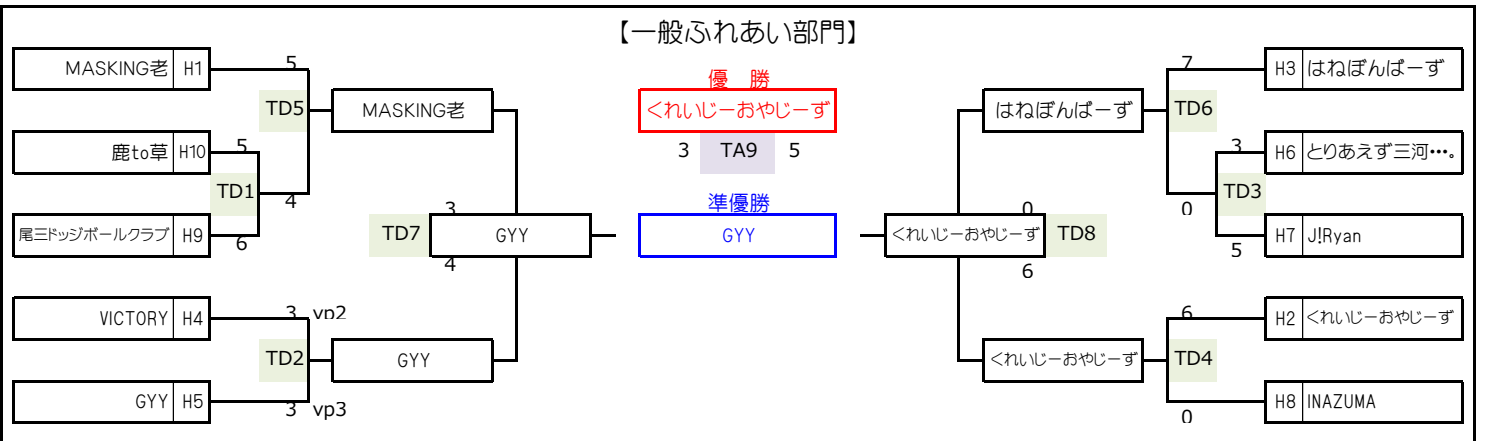 【一般ふれあい部門】
MASKING老 H1
5
TD5
MASKING老
鹿to草 H10
5
TD1
4
尾三ドッジボールクラブ H9
6
3
TD7
GYY
4
VICTORY H4
3 vp2
TD2
GYY
GYY H5
3 vp3
優　勝
くれいじーおやじーず
3 TA9 5
準優勝
GYY
はねぼんぱーず
7
H3 はねぼんぱーず
TD6
3
H6 とりあえず三河・・・。
TD3
0
H7 J!Ryan
5
0
くれいじーおやじーず
TD8
6
6
H2 くれいじーおやじーず
くれいじーおやじーず
TD4
H8 INAZUMA
0